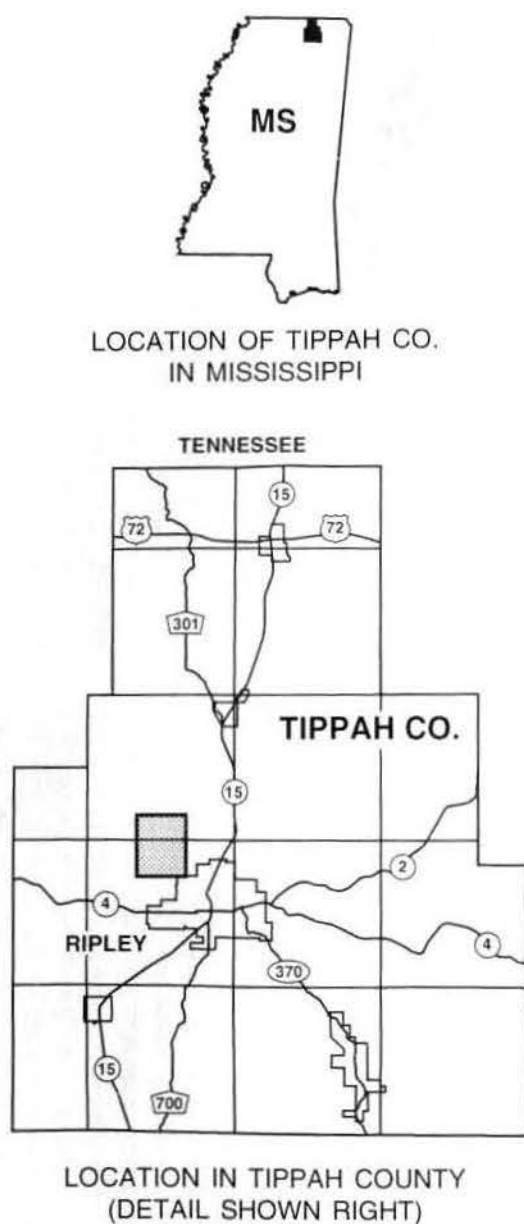 MS
LOCATION OF TIPPAH CO.
IN MISSISSIPPI
TENNESSEE
15
72
72
301
TIPPAH CO.
15
2
4
4
RIPLEY
370
15
700
LOCATION IN TIPPAH COUNTY
(DETAIL SHOWN RIGHT)